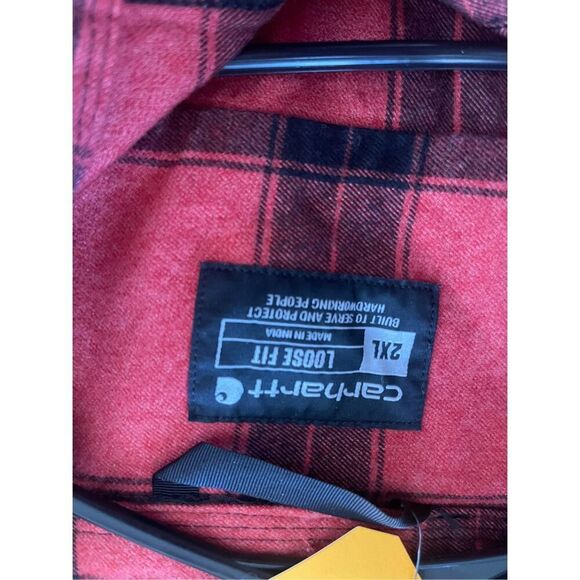 carhartt
LOOSE FIT
2XL
MADE IN INDIA
BUILT TO SERVE AND PROTECT
HARDWORKING PEOPLE